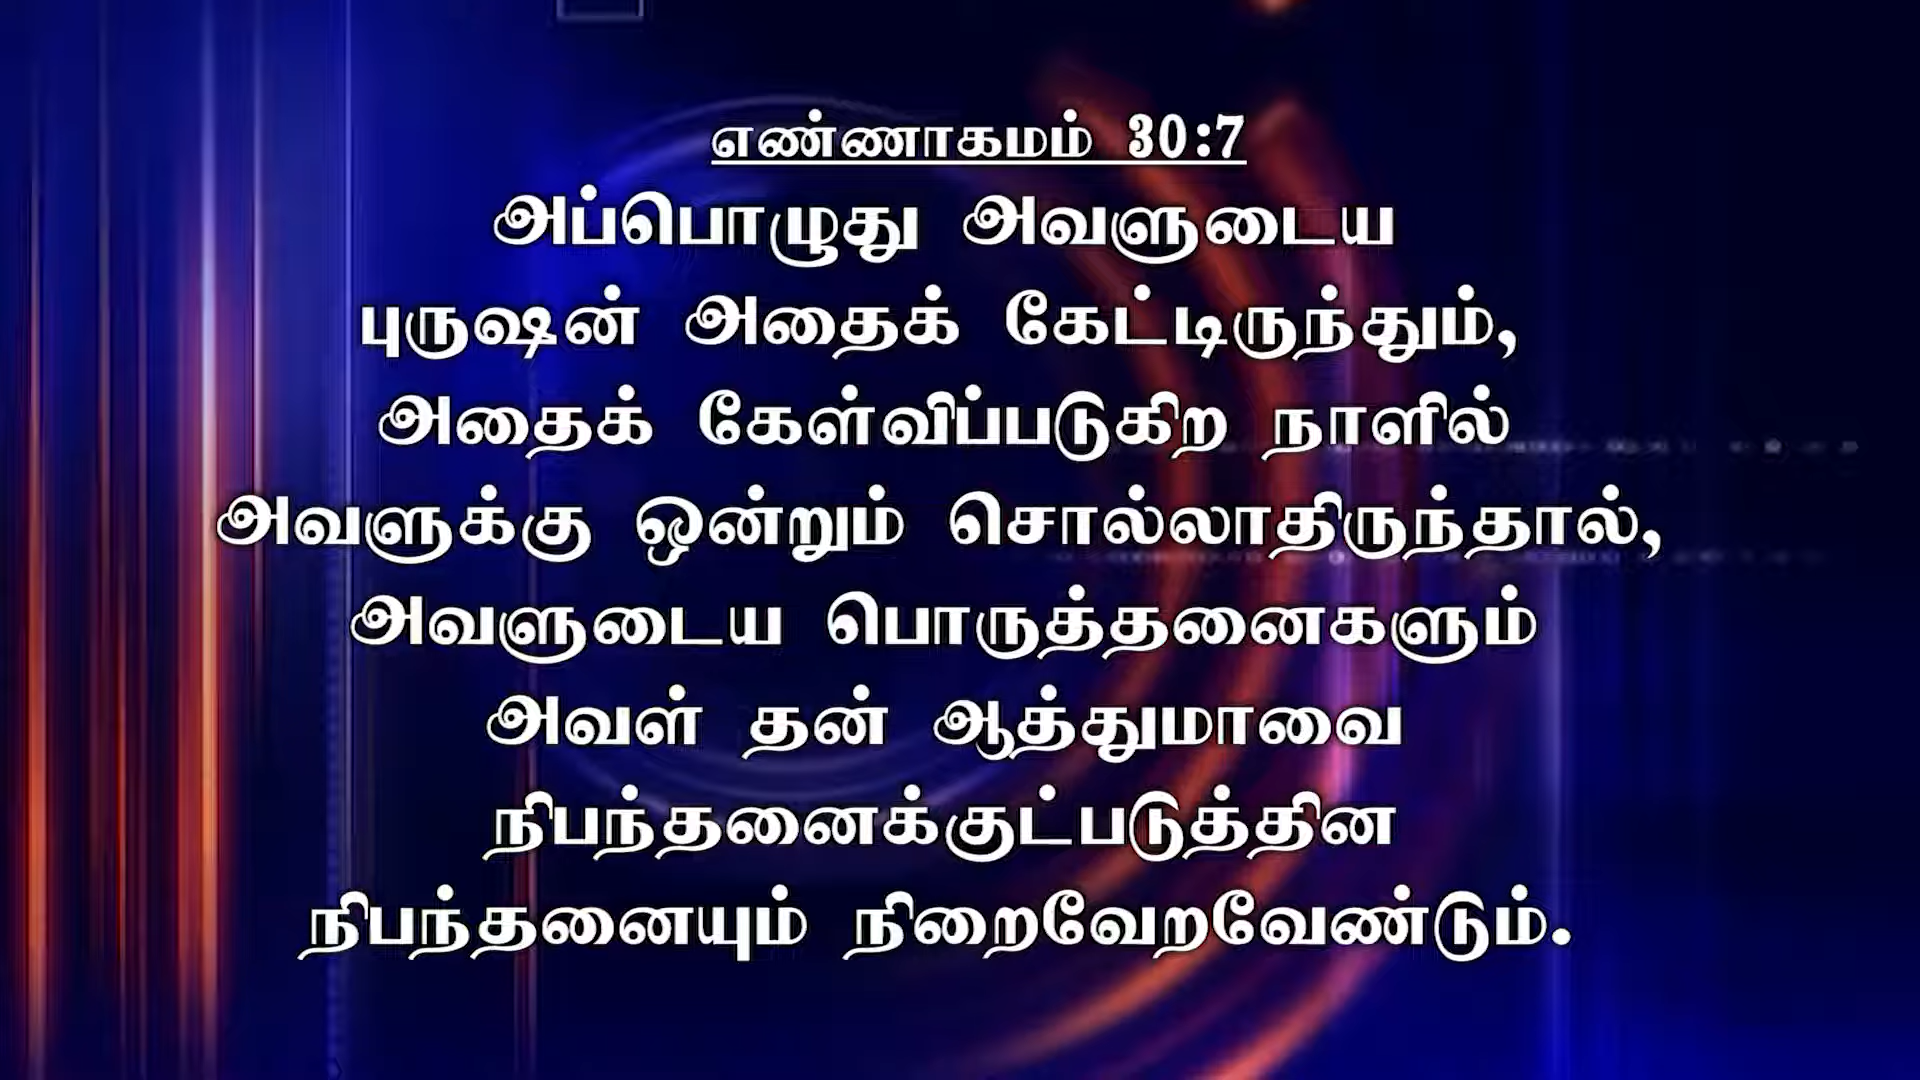 எண்ணாகமம் 30:7
அப்பொழுது அவளுடைய
புருஷன் அதைக் கேட்டிருந்தும்,
அதைக் கேள்விப்படுகிற நாளில்
அவளுக்கு ஒன்றும் சொல்லாதிருந்தால்,
அவளுடைய பொருத்தனைகளும்
அவள் தன் ஆத்துமாவை
நிபந்தனைக்குட்படுத்தின
நிபந்தனையும் நிறைவேறவேண்டும்.